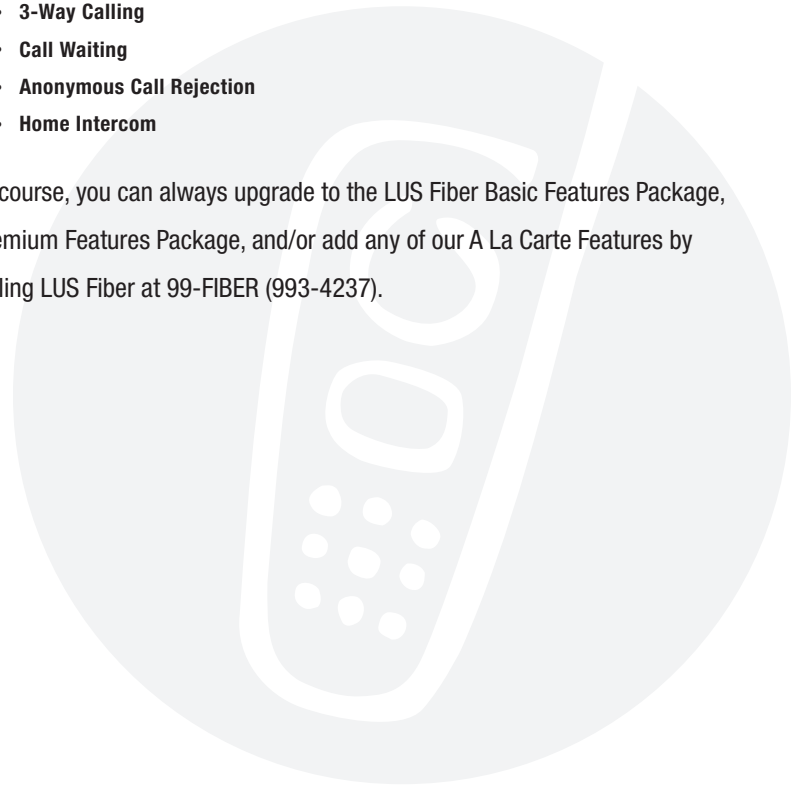 • 3-Way Calling
• Call Waiting
• Anonymous Call Rejection
• Home Intercom
course, you can always upgrade to the LUS Fiber Basic Features Package,
emium Features Package, and/or add any of our A La Carte Features by
ling LUS Fiber at 99-FIBER (993-4237).